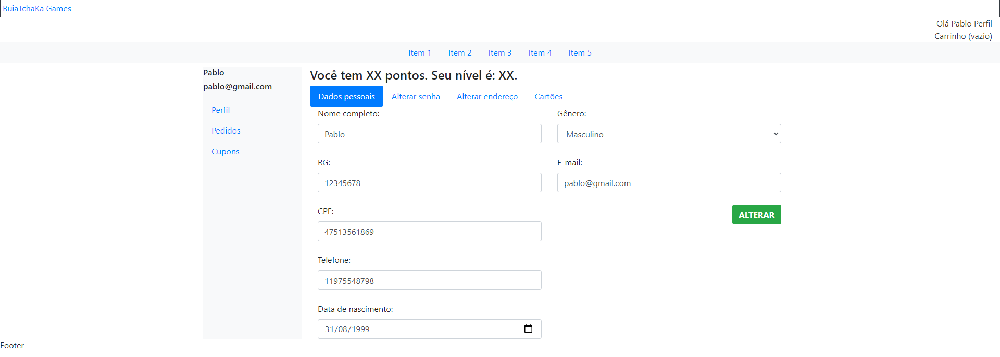 BuiaTchaKa Games
Olá Pablo Perfil
Carrinho (vazio)
Item 1 Item 2 Item 3 Item 4 Item 5
Pablo
pablo@gmail.com
Perfil
Pedidos
Cupons
Você tem XX pontos. Seu nível é: XX.
Dados pessoais Alterar senha Alterar endereço Cartões
Nome completo:
Pablo
RG:
12345678
CPF:
47513561869
Telefone:
11975548798
Data de nascimento:
31/08/1999
Gênero:
Masculino
E-mail:
pablo@gmail.com
ALTERAR
Footer